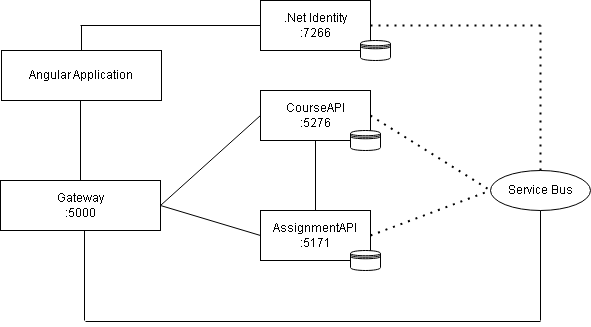 .Net Identity
:7266
Angular Application
CourseAPI
:5276
Gateway
:5000
Service Bus
AssignmentAPI
:5171